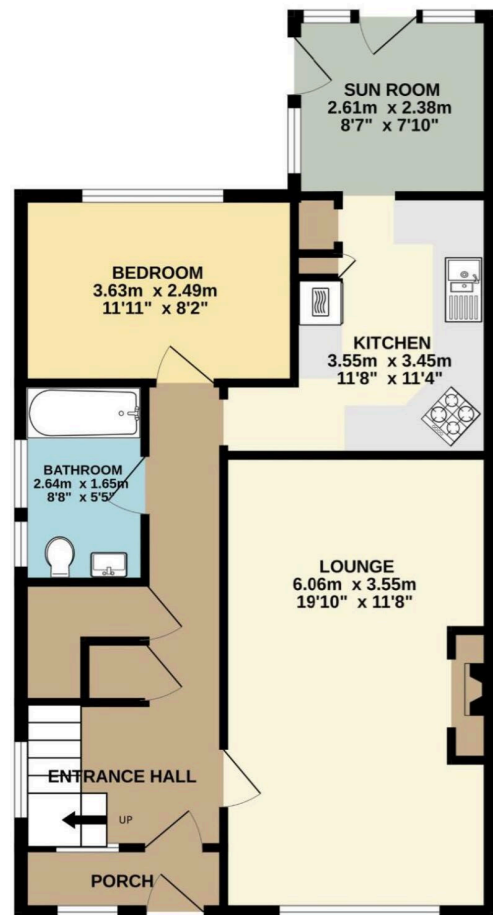 SUN ROOM
2.61m x 2.38m
8'7" x 7'10"
BEDROOM
3.63m x 2.49m
11'11" x 8'2"
KITCHEN
3.55m x 3.45m
11'8" x 11'4"
BATHROOM
2.64m x 1.65m
8'8" x 5'5"
LOUNGE
6.06m x 3.55m
19'10" x 11'8"
ENTRANCE HALL
UP
PORCH